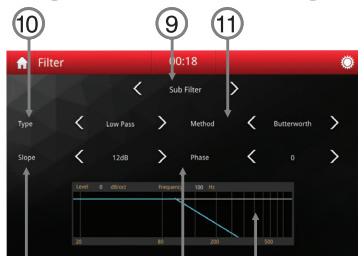 10 9 11
Filter 00:18
Sub Filter
Type Low Pass Method Butterworth
Slope 12dB Phase 0
Level 0 dB/oct Frequency 100 Hz
20 80 200 500